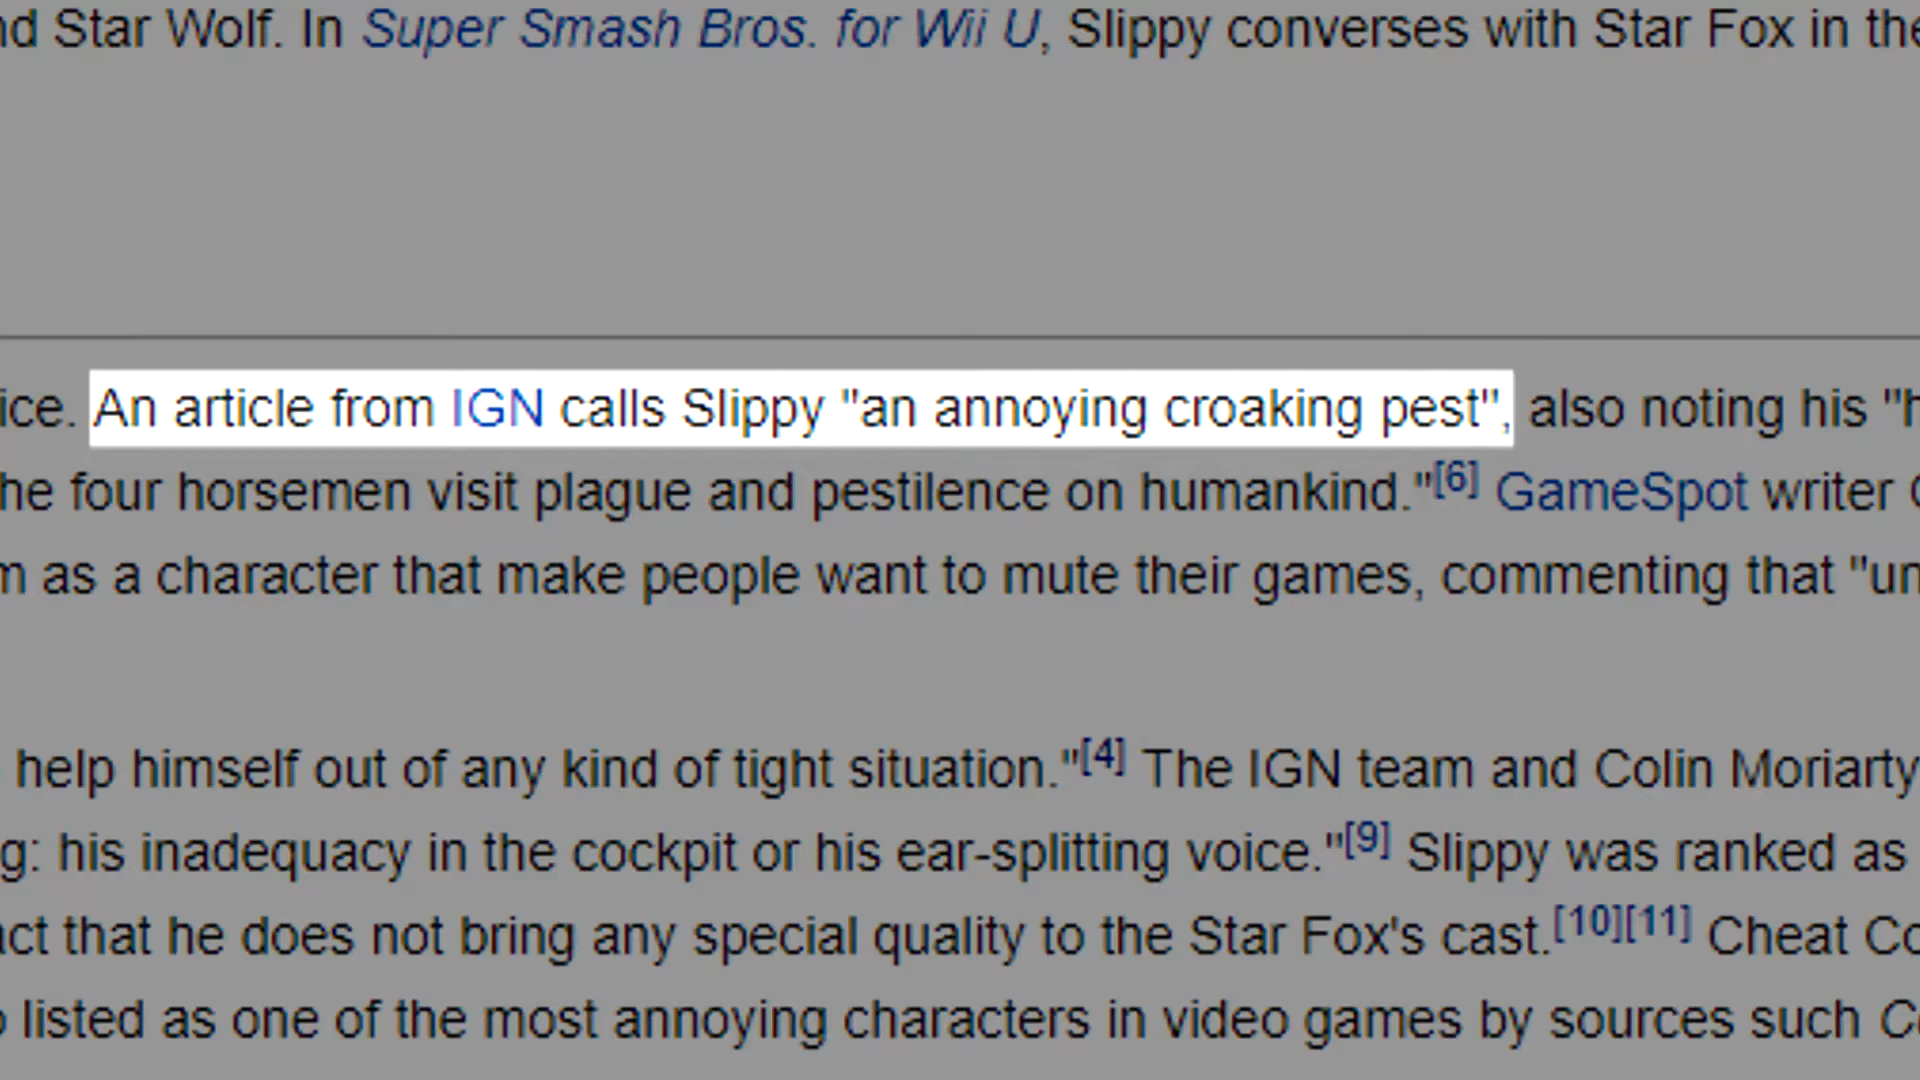 nd Star Wolf. In Super Smash Bros. for Wii U, Slippy converses with Star Fox in the
ice. An article from IGN calls Slippy "an annoying croaking pest", also noting his "h
he four horsemen visit plague and pestilence on humankind."[6] GameSpot writer
m as a character that make people want to mute their games, commenting that "un
help himself out of any kind of tight situation."[4] The IGN team and Colin Moriarty
g: his inadequacy in the cockpit or his ear-splitting voice."[9] Slippy was ranked as
act that he does not bring any special quality to the Star Fox's cast.[10][11] Cheat Co
o listed as one of the most annoying characters in video games by sources such